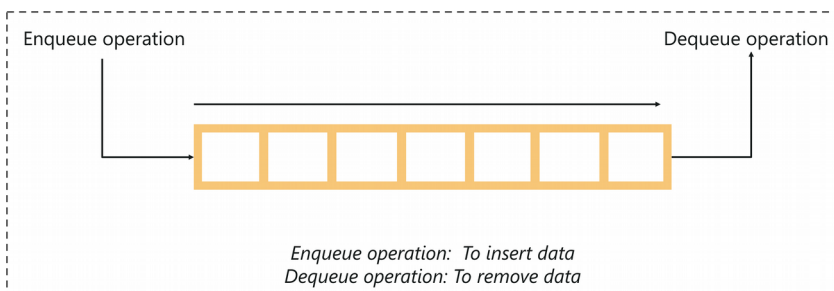 Enqueue operation
Dequeue operation
Enqueue operation:  To insert data
Dequeue operation: To remove data